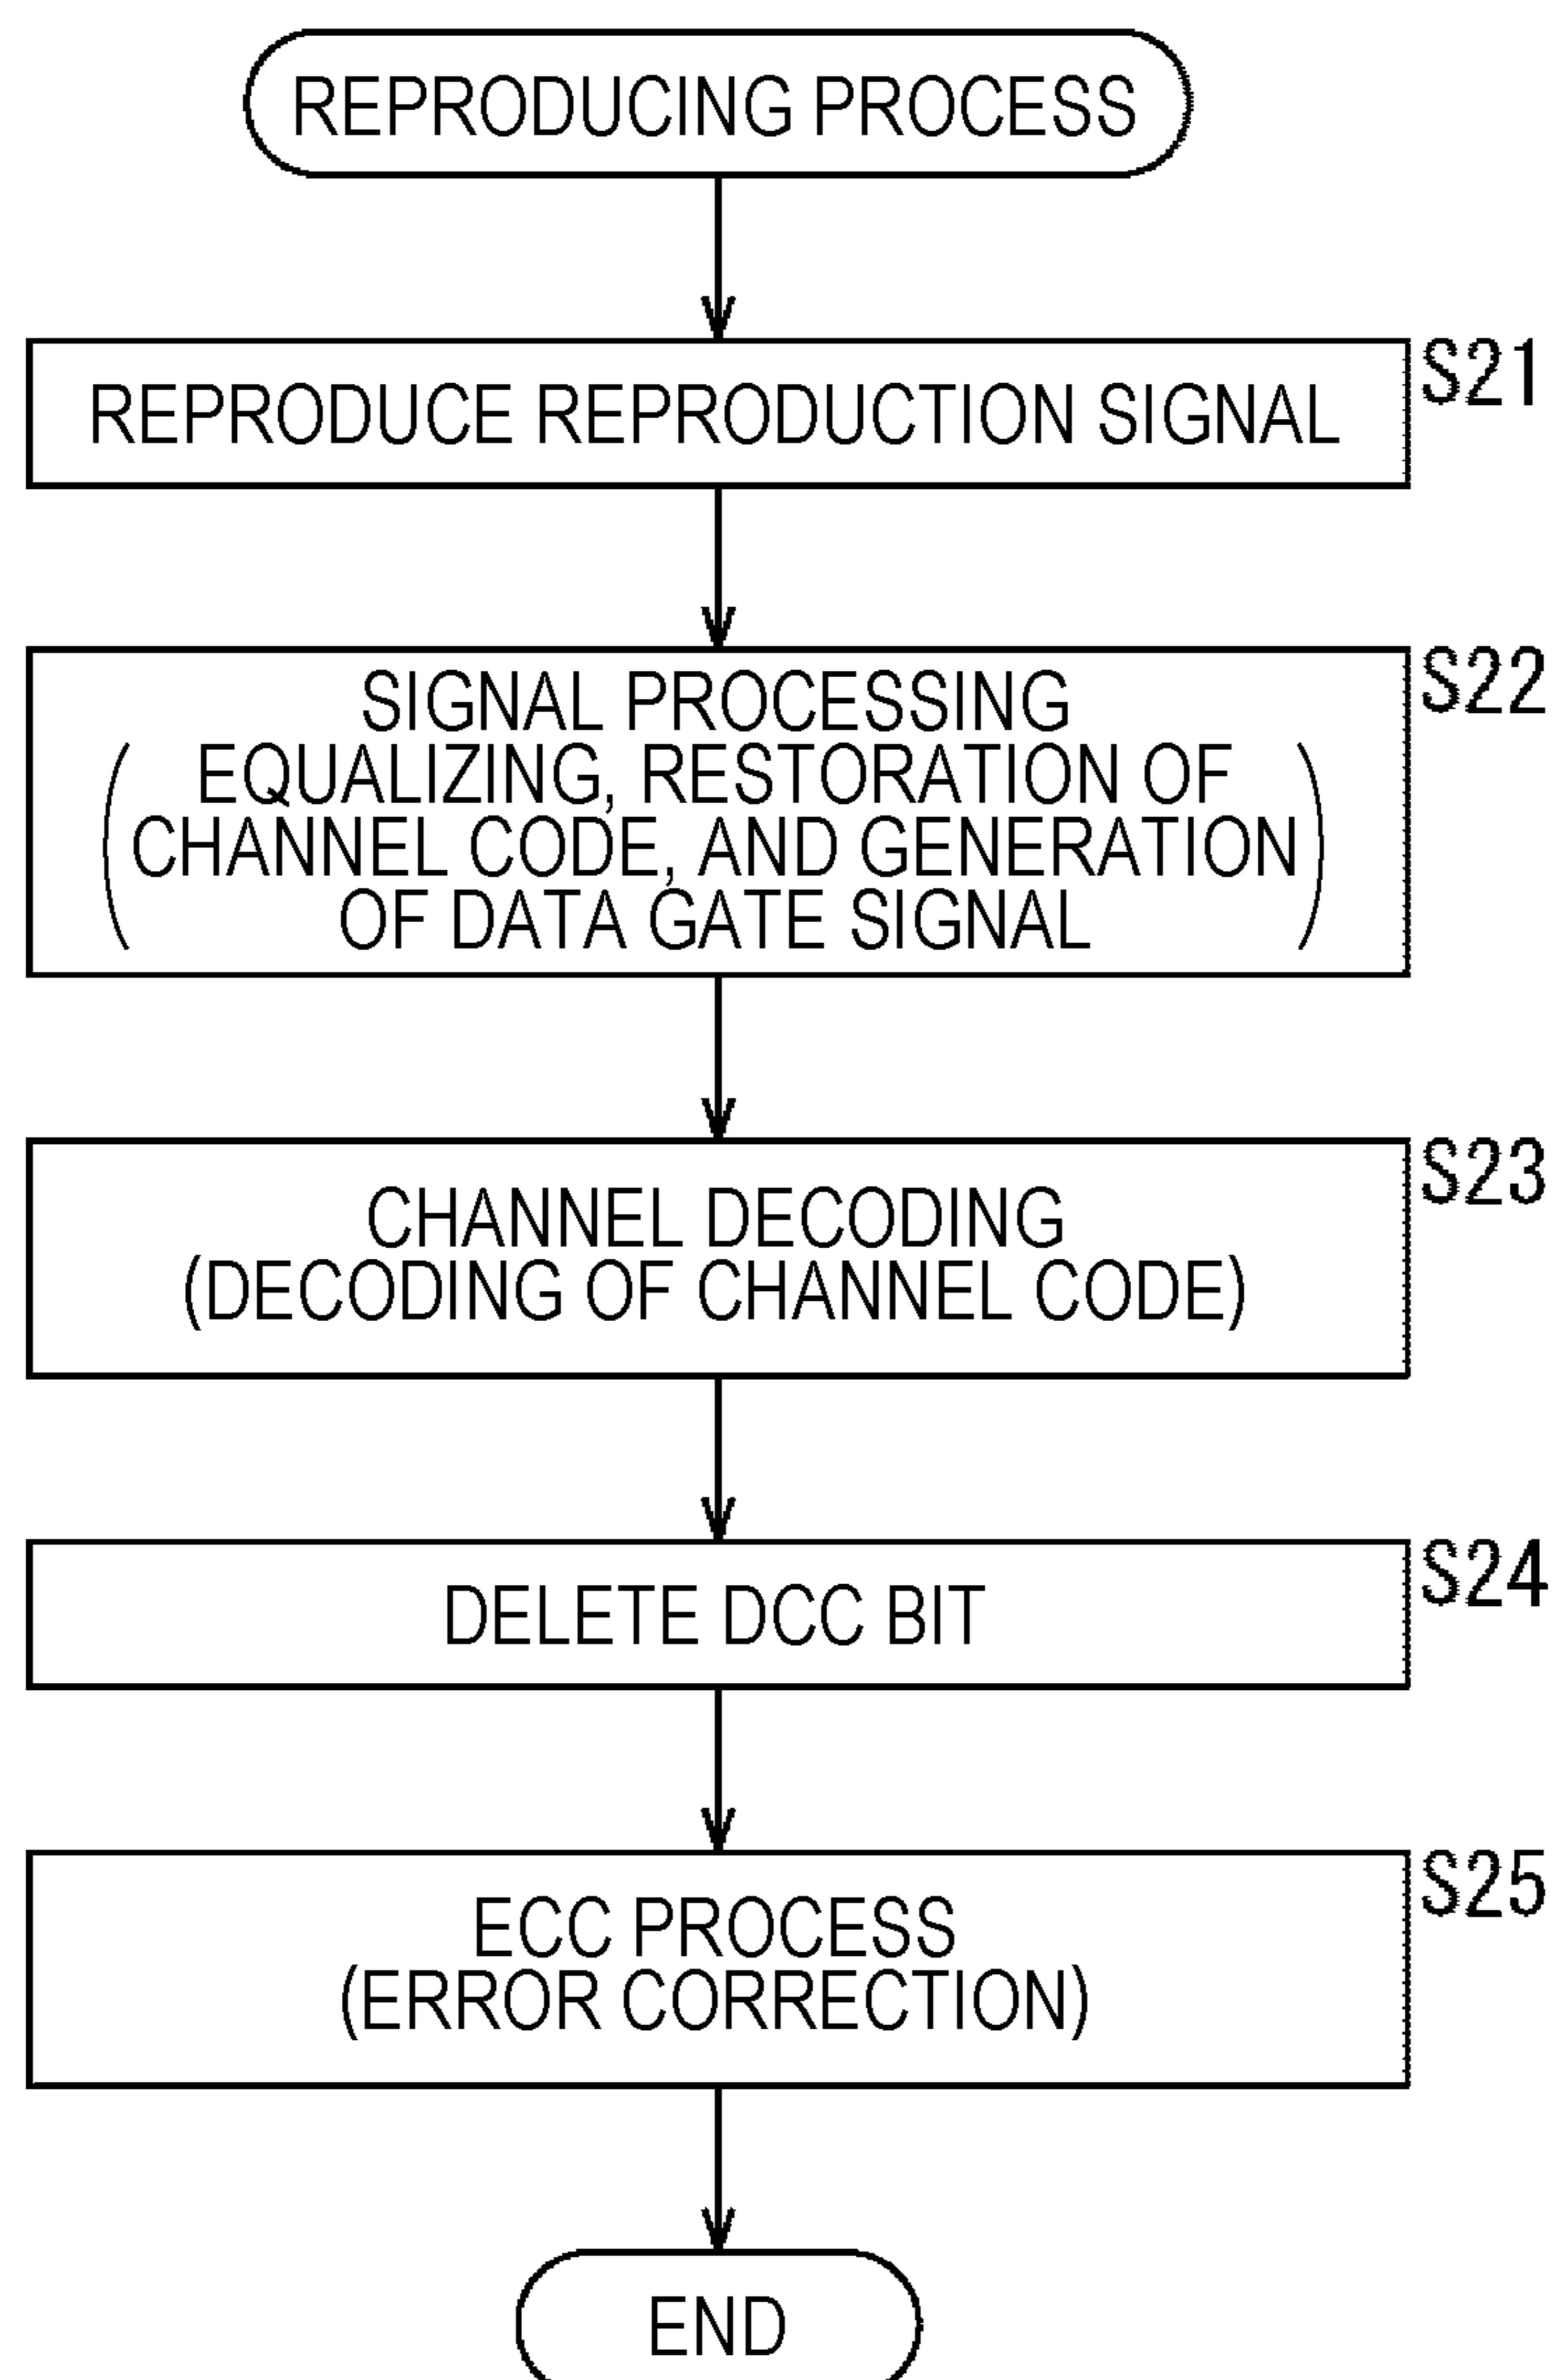 REPRODUCING PROCESS
REPRODUCE REPRODUCTION SIGNAL
S21
SIGNAL PROCESSING
(EQUALIZING, RESTORATION OF
CHANNEL CODE, AND GENERATION
OF DATA GATE SIGNAL)
S22
CHANNEL DECODING
(DECODING OF CHANNEL CODE)
S23
DELETE DCC BIT
S24
ECC PROCESS
(ERROR CORRECTION)
S25
END